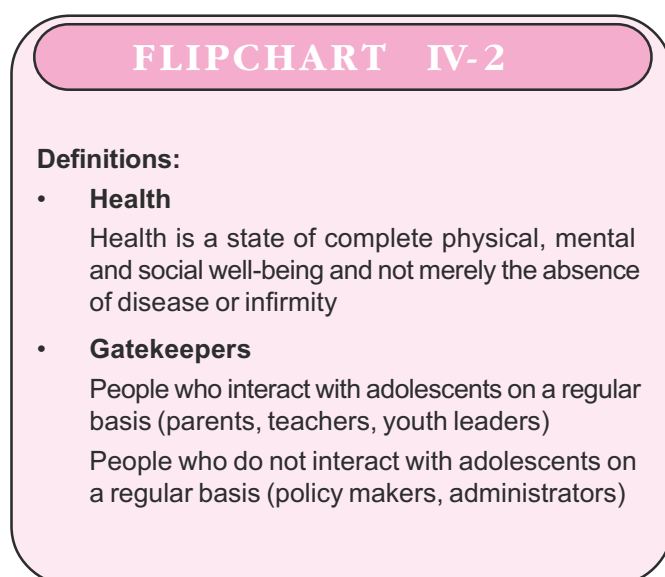 FLIPCHART IV-2
Definitions:
• Health
Health is a state of complete physical, mental
and social well-being and not merely the absence
of disease or infirmity
• Gatekeepers
People who interact with adolescents on a regular
basis (parents, teachers, youth leaders)
People who do not interact with adolescents on
a regular basis (policy makers, administrators)